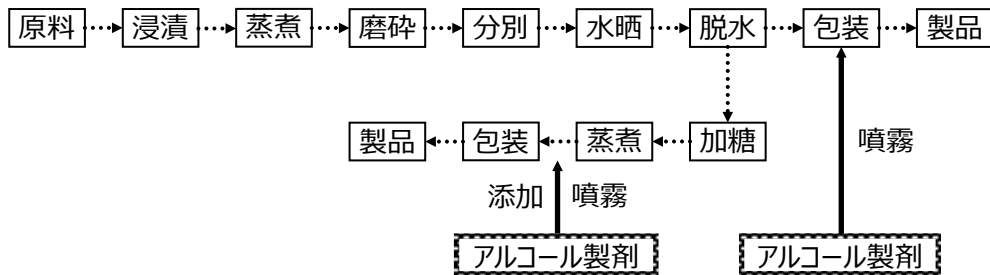 原料 浸漬 蒸煮 磨砕 分別 水晒 脱水 包装 製品
製品 包装 蒸煮 加糖
噴霧
添加 噴霧
アルコール製剤 アルコール製剤